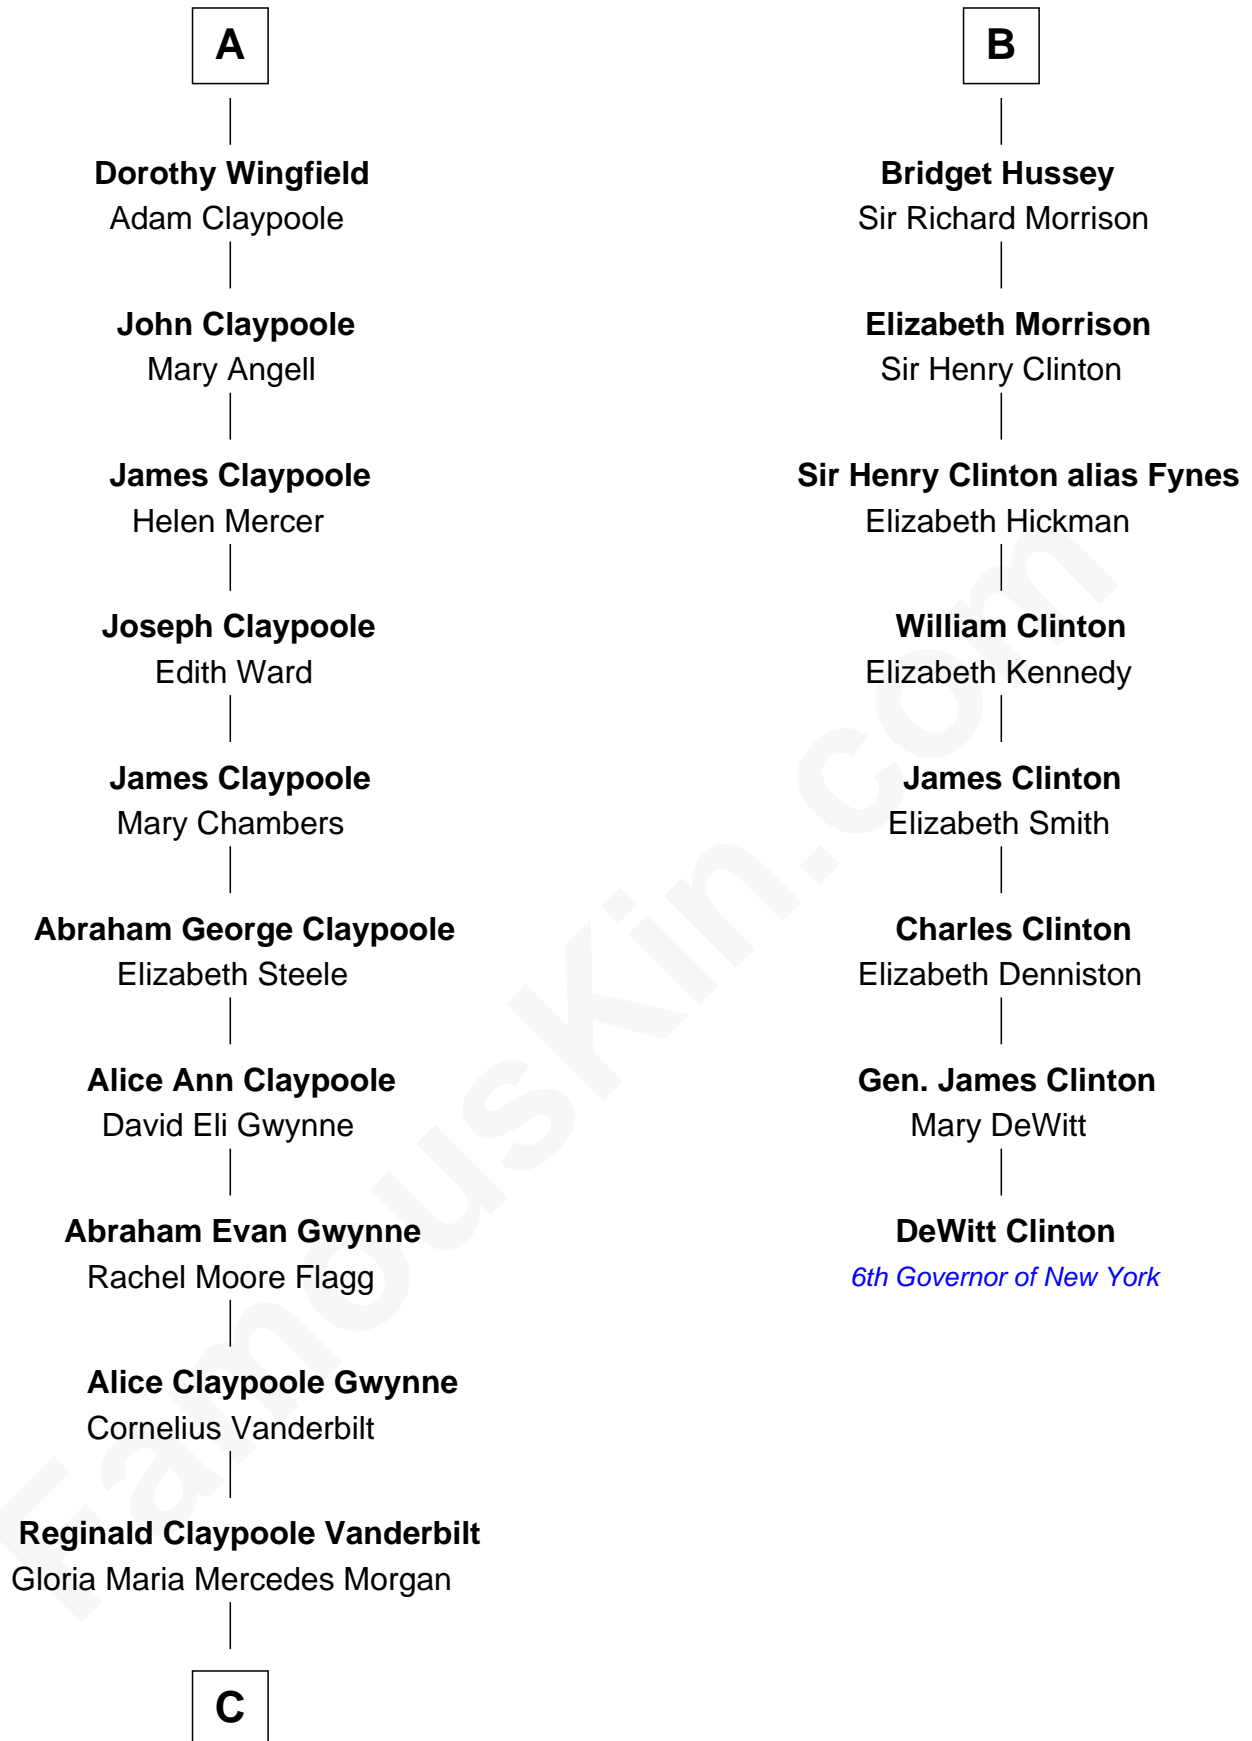 A
Dorothy Wingfield
Adam Claypoole
John Claypoole
Mary Angell
James Claypoole
Helen Mercer
Joseph Claypoole
Edith Ward
James Claypoole
Mary Chambers
Abraham George Claypoole
Elizabeth Steele
Alice Ann Claypoole
David Eli Gwynne
Abraham Evan Gwynne
Rachel Moore Flagg
Alice Claypoole Gwynne
Cornelius Vanderbilt
Reginald Claypoole Vanderbilt
Gloria Maria Mercedes Morgan
C
B
Bridget Hussey
Sir Richard Morrison
Elizabeth Morrison
Sir Henry Clinton
Sir Henry Clinton alias Fynes
Elizabeth Hickman
William Clinton
Elizabeth Kennedy
James Clinton
Elizabeth Smith
Charles Clinton
Elizabeth Denniston
Gen. James Clinton
Mary DeWitt
DeWitt Clinton
6th Governor of New York
FamousKin.com